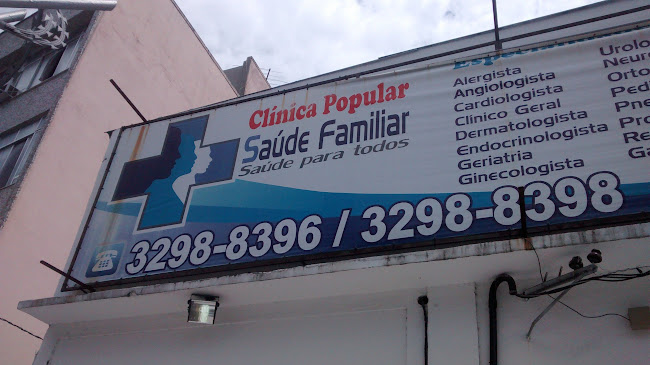 Clínica Popular
Saúde Familiar
Saúde para todos
3298-8396 / 3298-8398
Alergista
Angiologista
Cardiologista
Clinico Geral
Dermatologista
Endocrinologista
Geriatria
Ginecologista